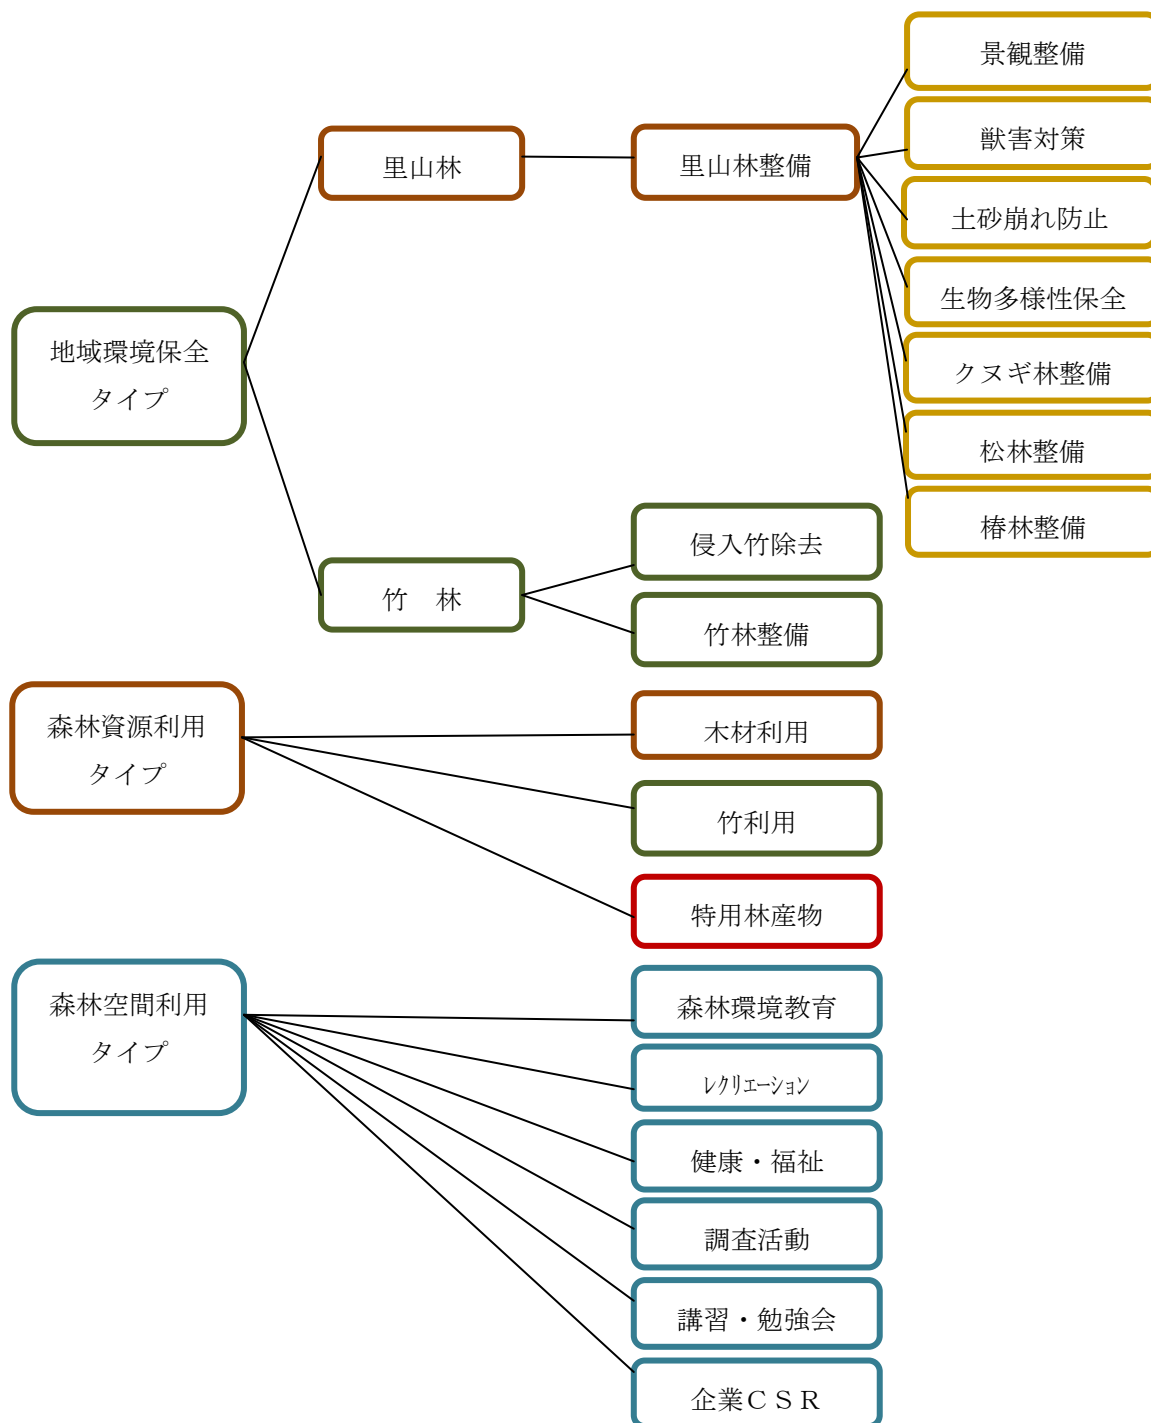 景観整備
獣害対策
里山林
里山林整備
土砂崩れ防止
生物多様性保全
地域環境保全
タイプ
クヌギ林整備
松林整備
椿林整備
侵入竹除去
竹　林
竹林整備
森林資源利用
タイプ
木材利用
竹利用
特用林産物
森林空間利用
タイプ
森林環境教育
レクリエーション
健康・福祉
調査活動
講習・勉強会
企業ＣＳＲ